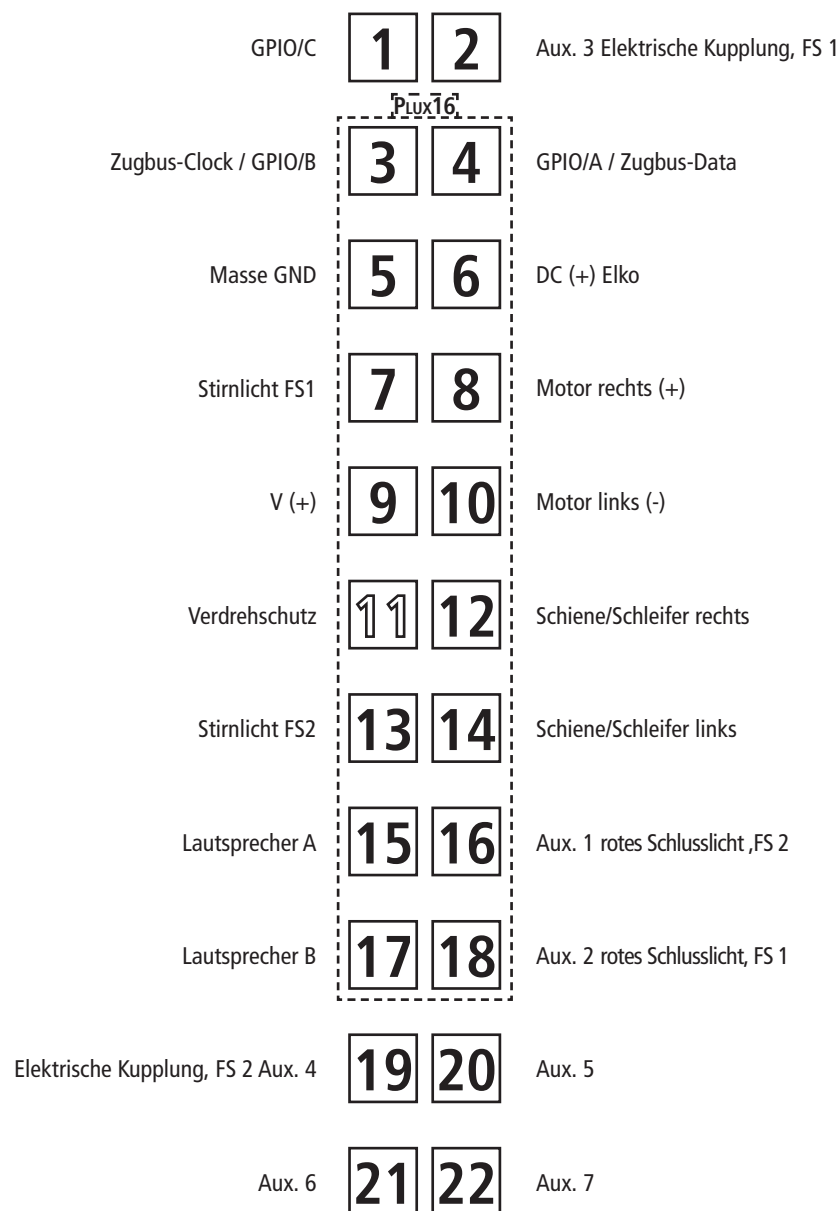 GPIO/C 1 2 Aux. 3 Elektrische Kupplung, FS 1
PLUX16
Zugbus-Clock / GPIO/B 3 4 GPIO/A / Zugbus-Data
Masse GND 5 6 DC (+) Elko
Stirnlicht FS1 7 8 Motor rechts (+)
V (+) 9 10 Motor links (-)
Verdrehschutz 11 12 Schiene/Schleifer rechts
Stirnlicht FS2 13 14 Schiene/Schleifer links
Lautsprecher A 15 16 Aux. 1 rotes Schlusslicht ,FS 2
Lautsprecher B 17 18 Aux. 2 rotes Schlusslicht, FS 1
Elektrische Kupplung, FS 2 Aux. 4 19 20 Aux. 5
Aux. 6 21 22 Aux. 7